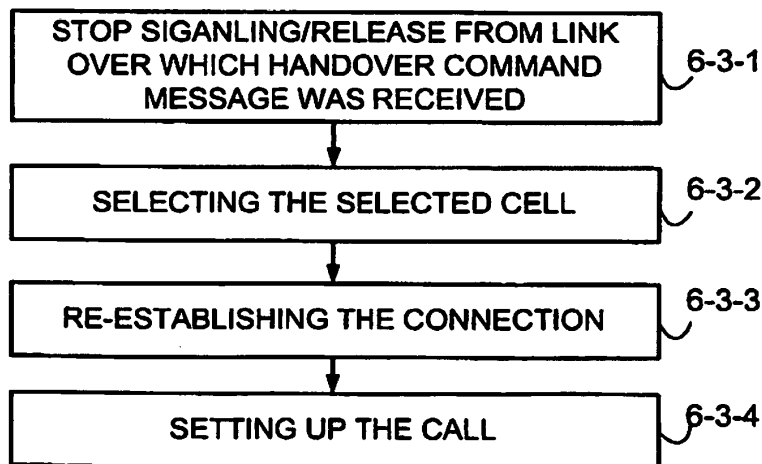 STOP SIGANLING/RELEASE FROM LINK
OVER WHICH HANDOVER COMMAND
MESSAGE WAS RECEIVED
6-3-1
SELECTING THE SELECTED CELL
6-3-2
RE-ESTABLISHING THE CONNECTION
6-3-3
SETTING UP THE CALL
6-3-4